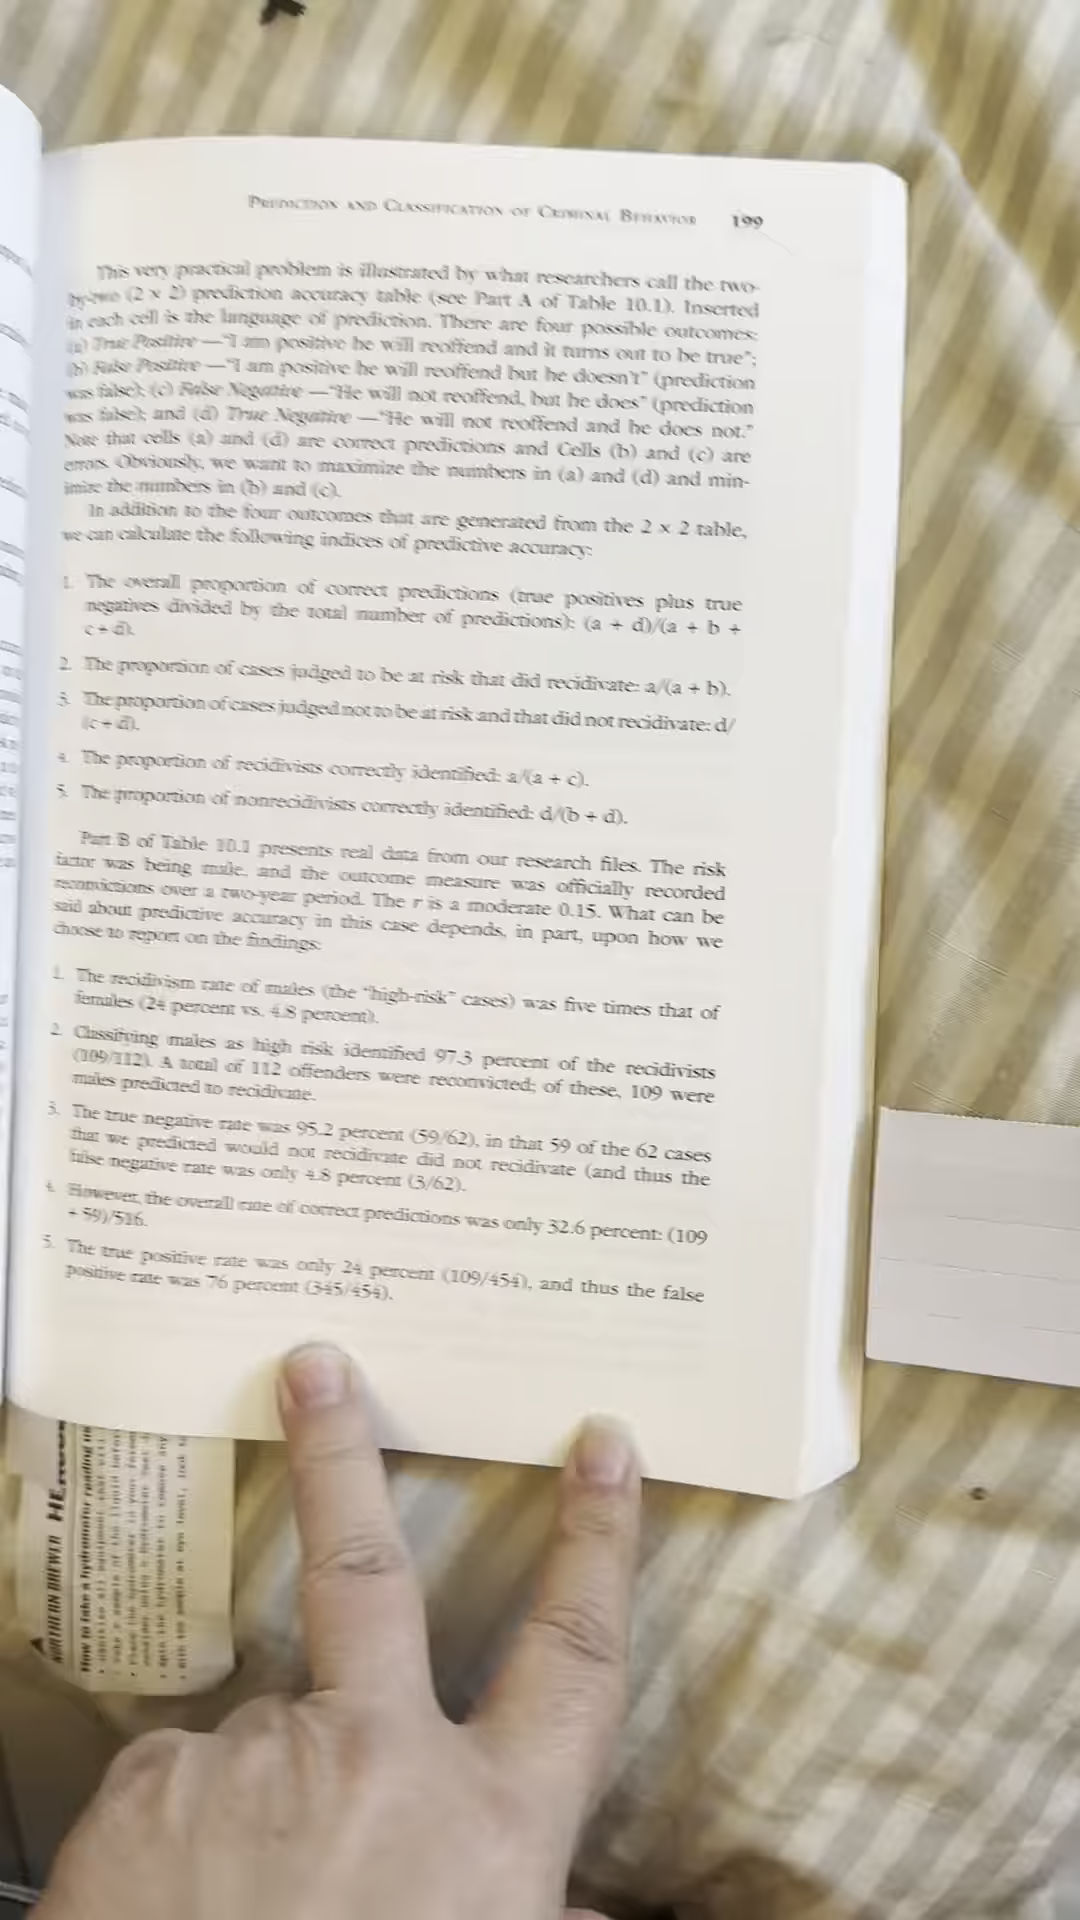 PREDICTION AND CLASSIFICATION OF CRIMINAL BEHAVIOR 199
This very practical problem is illustrated by what researchers call the two-
by-two (2 x 2) prediction accuracy table (see Part A of Table 10.1). Inserted
in each cell is the language of prediction. There are four possible outcomes:
(a) True Positive—"I am positive he will reoffend and it turns out to be true";
(b) False Positive—"I am positive he will reoffend but he doesn't" (prediction
was false); (c) False Negative—"He will not reoffend, but he does" (prediction
was false); and (d) True Negative—"He will not reoffend and he does not."
Note that cells (a) and (d) are correct predictions and Cells (b) and (c) are
errors. Obviously, we want to maximize the numbers in (a) and (d) and min-
imize the numbers in (b) and (c).
In addition to the four outcomes that are generated from the 2 x 2 table,
we can calculate the following indices of predictive accuracy:
1. The overall proportion of correct predictions (true positives plus true
negatives divided by the total number of predictions): (a + d)/(a + b +
c + d).
2. The proportion of cases judged to be at risk that did recidivate: a/(a + b).
3. The proportion of cases judged not to be at risk and that did not recidivate: d/
(c + d).
4. The proportion of recidivists correctly identified: a/(a + c).
5. The proportion of nonrecidivists correctly identified: d/(b + d).
Part B of Table 10.1 presents real data from our research files. The risk
factor was being male, and the outcome measure was officially recorded
reconvictions over a two-year period. The r is a moderate 0.15. What can be
said about predictive accuracy in this case depends, in part, upon how we
choose to report on the findings:
1. The recidivism rate of males (the "high-risk" cases) was five times that of
females (24 percent vs. 4.8 percent).
2. Classifying males as high risk identified 97.3 percent of the recidivists
(109/112). A total of 112 offenders were reconvicted; of these, 109 were
males predicted to recidivate.
3. The true negative rate was 95.2 percent (59/62), in that 59 of the 62 cases
that we predicted would not recidivate did not recidivate (and thus the
false negative rate was only 4.8 percent (3/62).
4. However, the overall rate of correct predictions was only 32.6 percent: (109
+ 59)/516.
5. The true positive rate was only 24 percent (109/454), and thus the false
positive rate was 76 percent (345/454).
NORTHERN BREWER
How to take a hydrometer reading